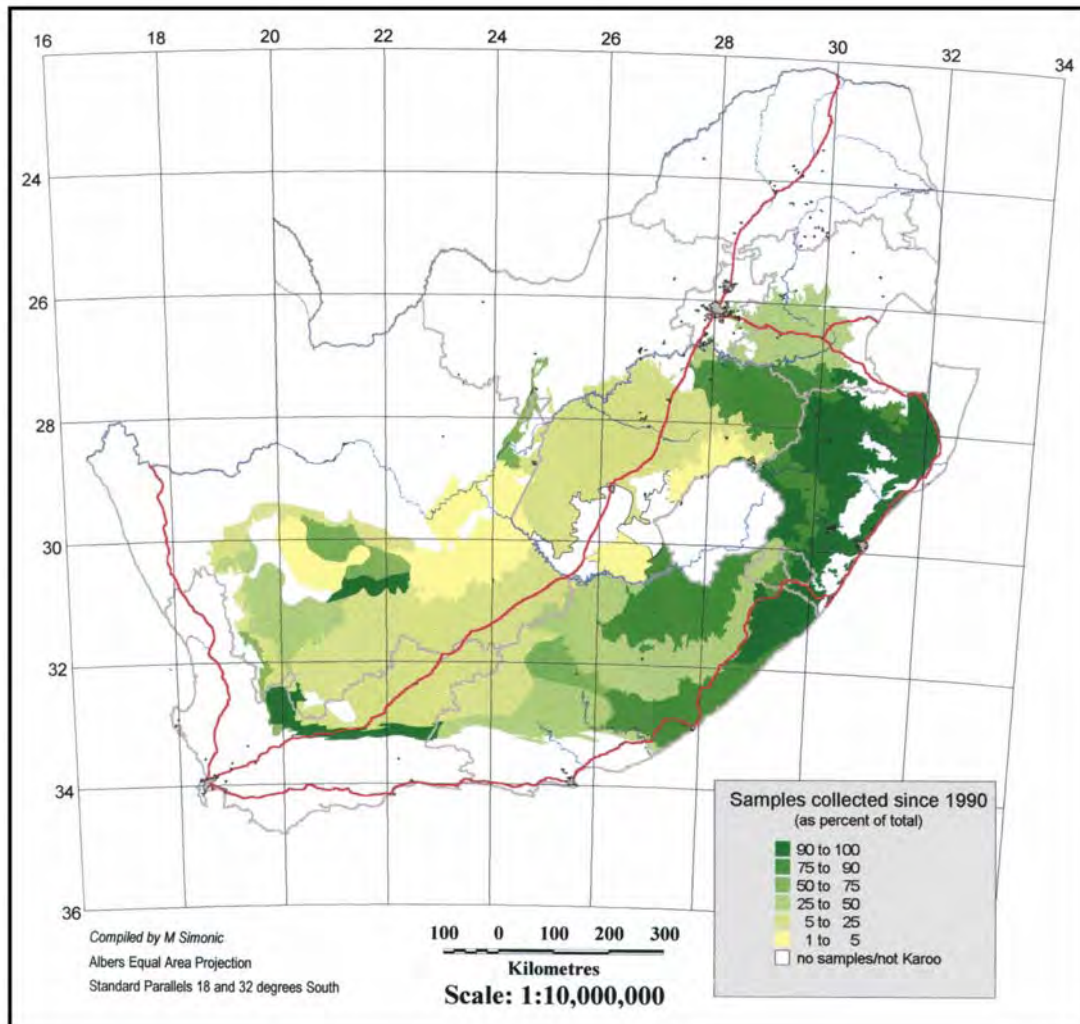 16 18 20 22 24 26 28 30 32 34
24
26
28
30
32
34
36
Samples collected since 1990
(as percent of total)
90 to 100
75 to 90
50 to 75
25 to 50
5 to 25
1 to 5
no samples/not Karoo
Compiled by M Simonic
Albers Equal Area Projection
Standard Parallels 18 and 32 degrees South
100 0 100 200 300
Kilometres
Scale: 1:10,000,000